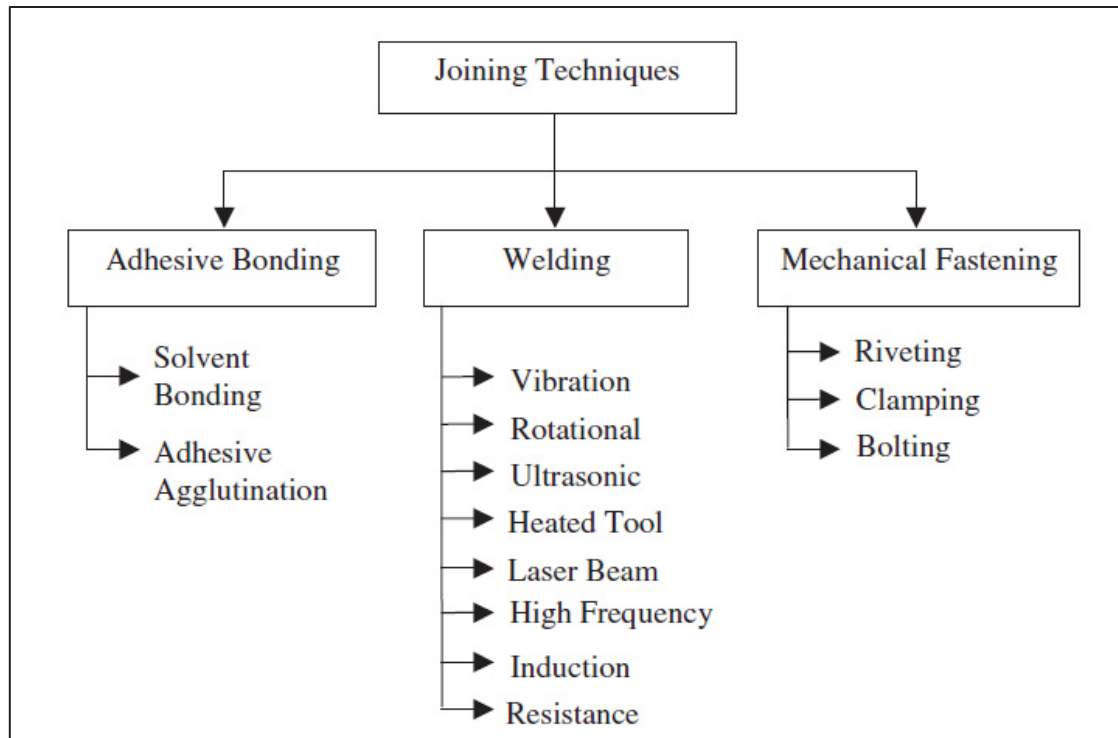 Joining Techniques
Adhesive Bonding
Solvent
Bonding
Adhesive
Agglutination
Welding
Vibration
Rotational
Ultrasonic
Heated Tool
Laser Beam
High Frequency
Induction
Resistance
Mechanical Fastening
Riveting
Clamping
Bolting